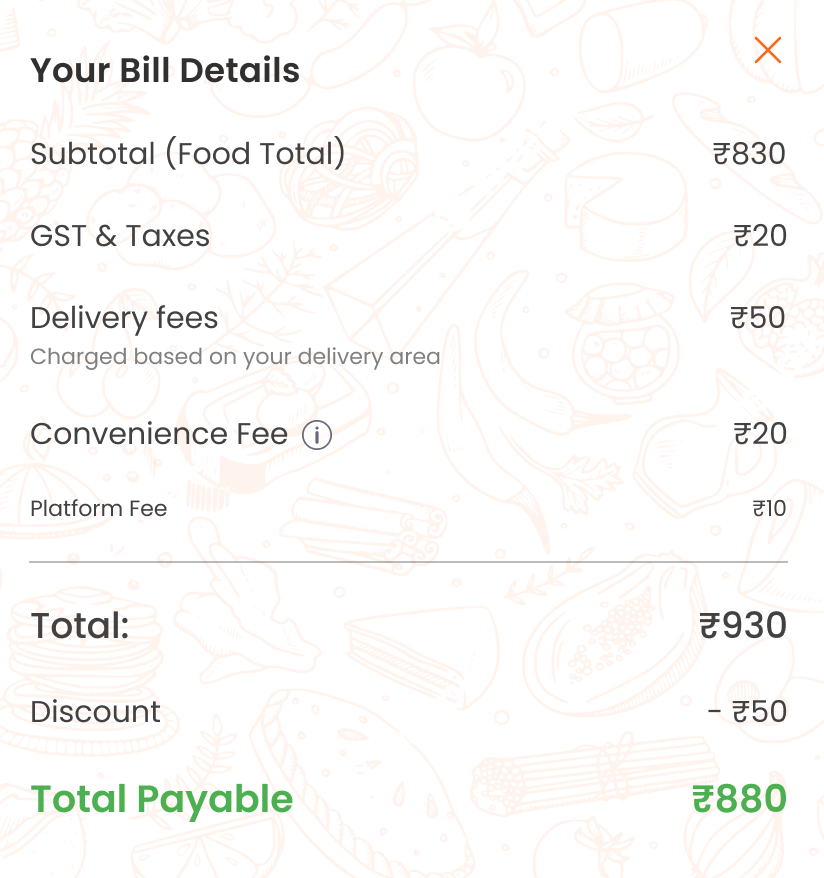 Your Bill Details
Subtotal (Food Total) ₹830
GST & Taxes ₹20
Delivery fees ₹50
Charged based on your delivery area
Convenience Fee ₹20
Platform Fee ₹10
Total: ₹930
Discount - ₹50
Total Payable ₹880